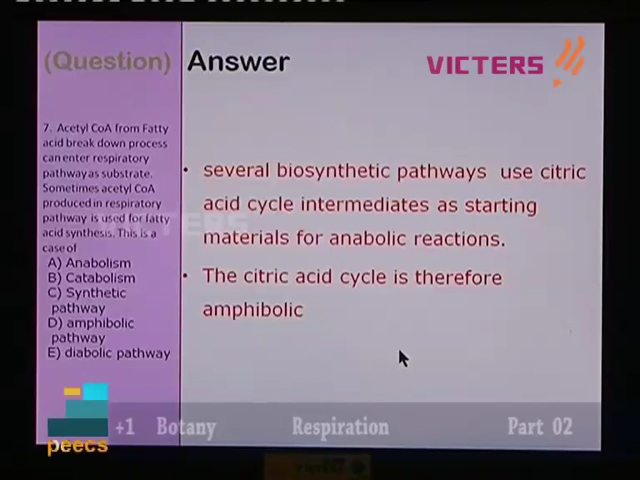 (Question)
Answer
VICTERS
7. Acetyl CoA from Fatty
acid break down process
can enter respiratory
pathway as substrate.
Sometimes acetyl CoA
produced in respiratory
pathway is used for fatty
acid synthesis. This is a
case of
A) Anabolism
B) Catabolism
C) Synthetic
pathway
D) amphibolic
pathway
E) diabolic pathway
• several biosynthetic pathways use citric
acid cycle intermediates as starting
materials for anabolic reactions.
• The citric acid cycle is therefore
amphibolic
VICTERS
peecs
+1 Botany Respiration Part 02
VICTERS